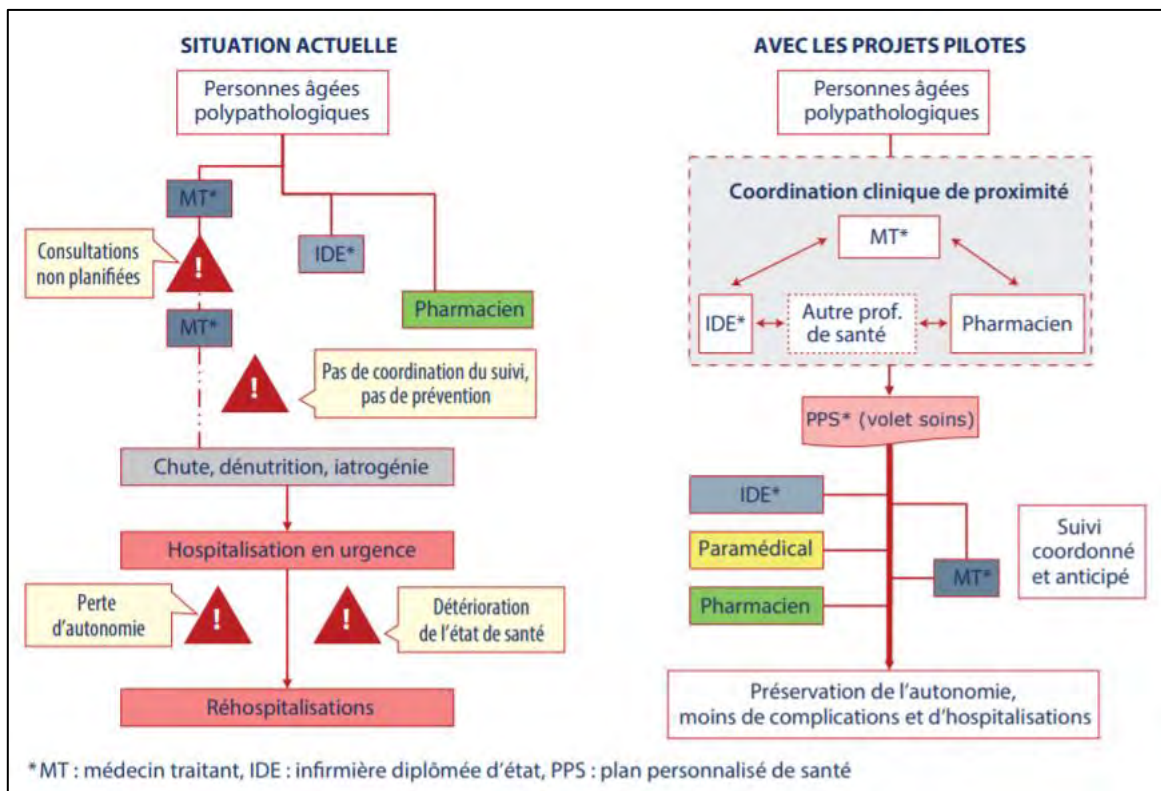 SITUATION ACTUELLE
Personnes âgées
polypathologiques
MT*
Consultations
non planifiées
!
IDE*
MT*
Pharmacien
!
Pas de coordination du suivi,
pas de prévention
Chute, dénutrition, iatrogénie
Hospitalisation en urgence
Perte
d'autonomie
!
!
Détérioration
de l'état de santé
Réhospitalisations
AVEC LES PROJETS PILOTES
Personnes âgées
polypathologiques
Coordination clinique de proximité
MT*
IDE*
Autre prof.
de santé
Pharmacien
PPS* (volet soins)
IDE*
Paramédical
Pharmacien
MT*
Suivi
coordonné
et anticipé
Préservation de l'autonomie,
moins de complications et d'hospitalisations
*MT : médecin traitant, IDE : infirmière diplômée d'état, PPS : plan personnalisé de santé